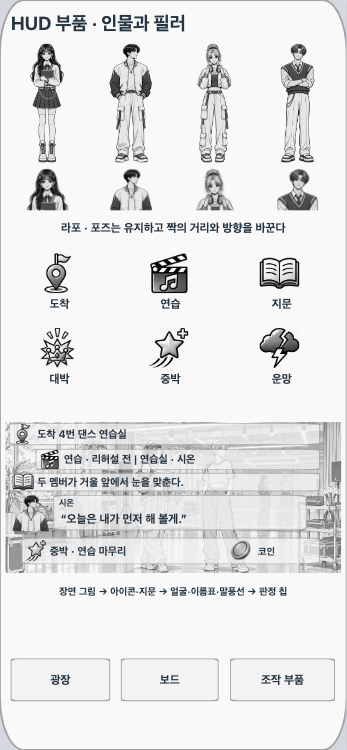 HUD 부품 · 인물과 필러
라포 · 포즈는 유지하고 짝의 거리와 방향을 바꾼다
도착
연습
지문
대박
중박
운망
도착 4번 댄스 연습실
연습 · 리허설 전 | 연습실 · 시온
두 멤버가 거울 앞에서 눈을 맞춘다.
시온
“오늘은 내가 먼저 해 볼게.”
중박 · 연습 마무리
코인
장면 그림 → 아이콘·지문 → 얼굴·이름표·말풍선 → 판정 칩
광장
보드
조작 부품